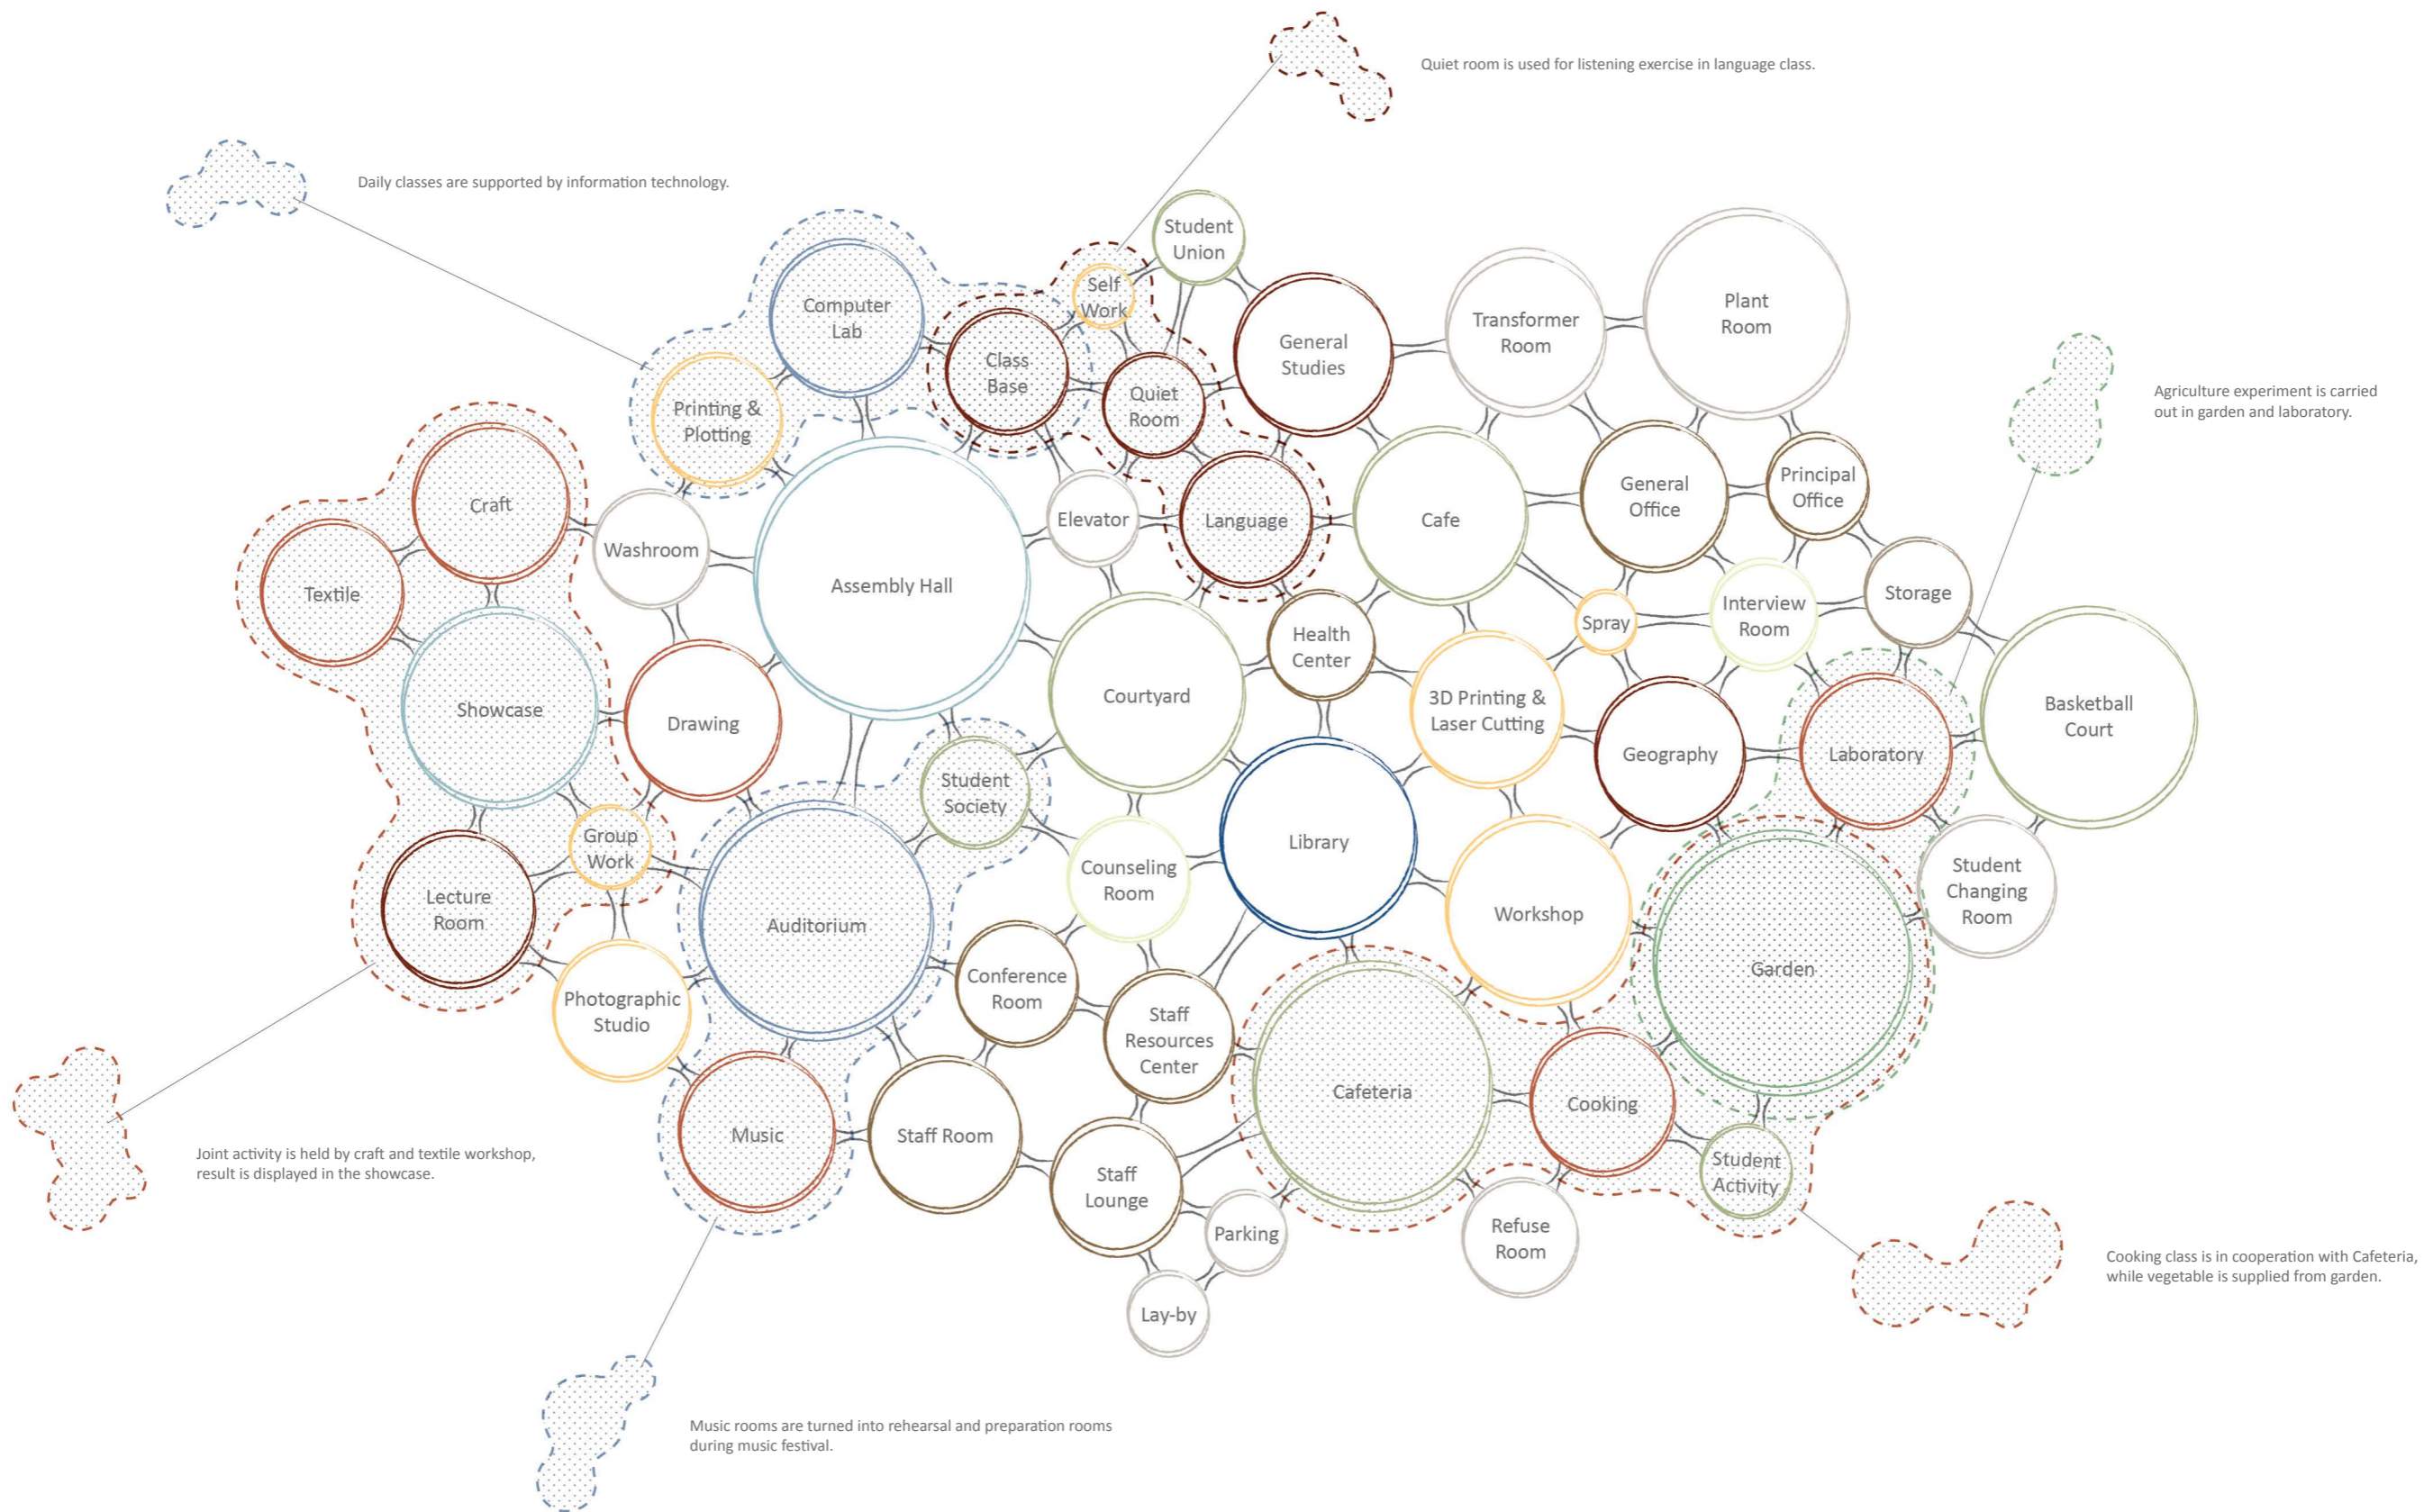 Quiet room is used for listening exercise in language class.
Daily classes are supported by information technology.
Student
Union
Self
Work
Computer
Lab
Class
Base
General
Studies
Transformer
Room
Plant
Room
Printing &
Plotting
Quiet
Room
Agriculture experiment is carried
out in garden and laboratory.
Craft
Washroom
Elevator
Language
Cafe
General
Office
Principal
Office
Textile
Assembly Hall
Health
Center
Spray
Interview
Room
Storage
Showcase
Drawing
Courtyard
3D Printing &
Laser Cutting
Geography
Laboratory
Basketball
Court
Student
Society
Group
Work
Lecture
Room
Auditorium
Counseling
Room
Library
Workshop
Student
Changing
Room
Garden
Photographic
Studio
Conference
Room
Staff
Resources
Center
Cafeteria
Cooking
Music
Staff Room
Staff
Lounge
Student
Activity
Joint activity is held by craft and textile workshop,
result is displayed in the showcase.
Parking
Refuse
Room
Lay-by
Cooking class is in cooperation with Cafeteria,
while vegetable is supplied from garden.
Music rooms are turned into rehearsal and preparation rooms
during music festival.